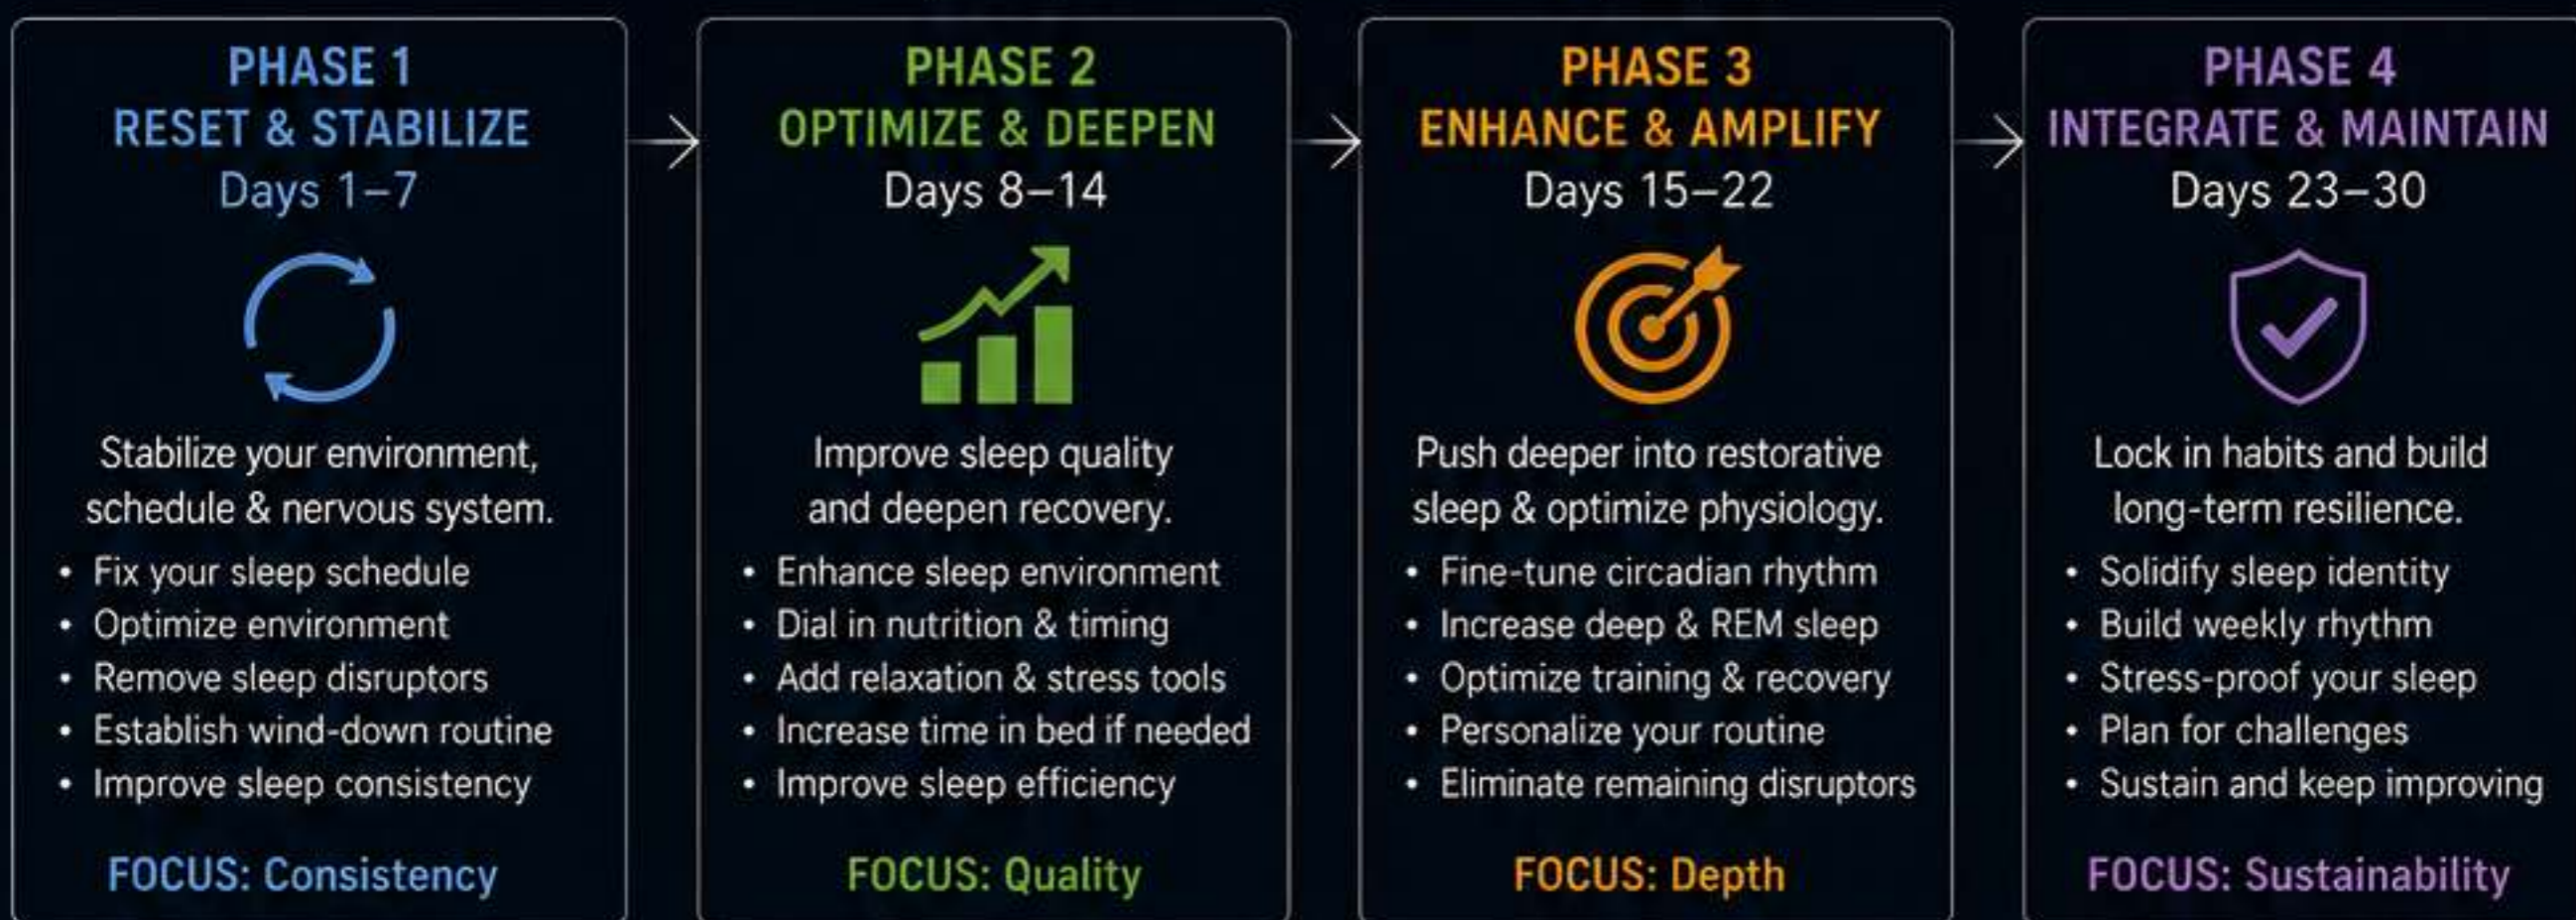 PHASE 1
RESET & STABILIZE
Days 1–7
Stabilize your environment,
schedule & nervous system.
• Fix your sleep schedule
• Optimize environment
• Remove sleep disruptors
• Establish wind-down routine
• Improve sleep consistency
FOCUS: Consistency
PHASE 2
OPTIMIZE & DEEPEN
Days 8–14
Improve sleep quality
and deepen recovery.
• Enhance sleep environment
• Dial in nutrition & timing
• Add relaxation & stress tools
• Increase time in bed if needed
• Improve sleep efficiency
FOCUS: Quality
PHASE 3
ENHANCE & AMPLIFY
Days 15–22
Push deeper into restorative
sleep & optimize physiology.
• Fine-tune circadian rhythm
• Increase deep & REM sleep
• Optimize training & recovery
• Personalize your routine
• Eliminate remaining disruptors
FOCUS: Depth
PHASE 4
INTEGRATE & MAINTAIN
Days 23–30
Lock in habits and build
long-term resilience.
• Solidify sleep identity
• Build weekly rhythm
• Stress-proof your sleep
• Plan for challenges
• Sustain and keep improving
FOCUS: Sustainability